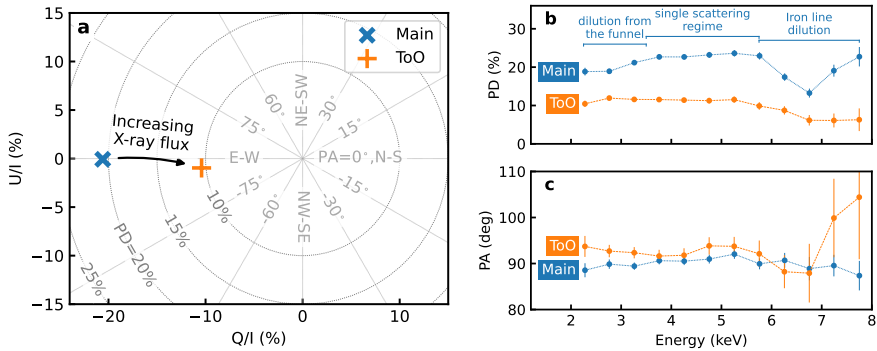 a
Main
ToO
Increasing
X-ray flux
NE-SW
60°
30°
75°
15°
E-W
PA=0°,N-S
-75°
-15°
-60°
-30°
NW-SE
10%
15%
PD=20%
25%
15
10
5
0
−5
−10
−15
U/I (%)
−20
−10
0
10
Q/I (%)
b
dilution from
the funnel
single scattering
regime
Iron line
dilution
Main
ToO
30
20
10
0
PD (%)
c
ToO
Main
110
100
90
80
PA (deg)
2
3
4
5
6
7
8
Energy (keV)